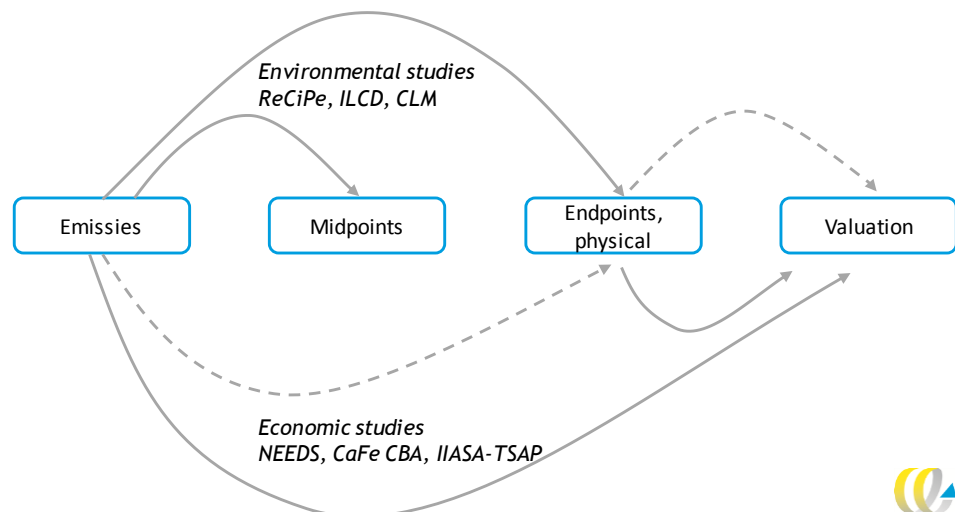 Environmental studies
ReCiPe, ILCD, CLM
Emissies
Midpoints
Endpoints,
physical
Valuation
Economic studies
NEEDS, CaFe CBA, IIASA-TSAP